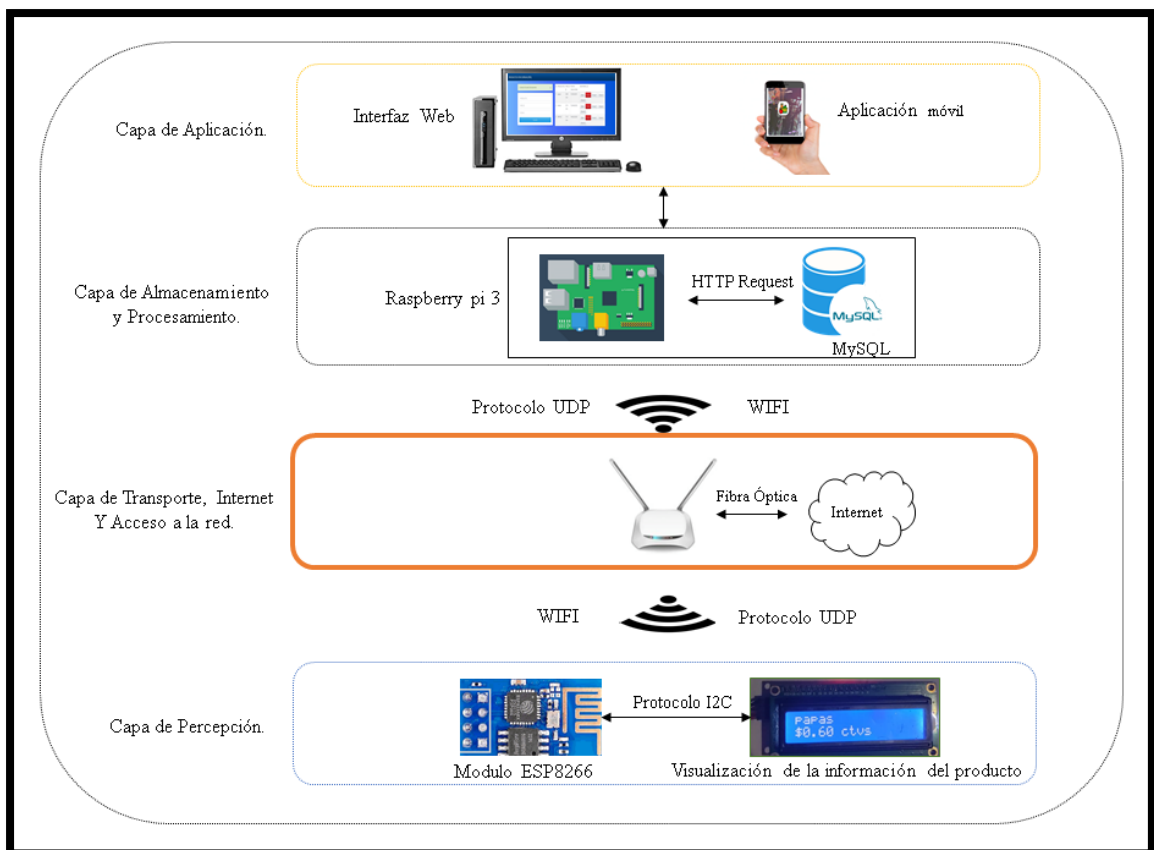 Capa de Aplicación.
Interfaz Web
Aplicación móvil
Capa de Almacenamiento
y Procesamiento.
Raspberry pi 3
HTTP Request
MySQL
MySQL
Protocolo UDP
WIFI
Capa de Transporte, Internet
Y Acceso a la red.
Fibra Óptica
Internet
WIFI
Protocolo UDP
Capa de Percepción.
Protocolo I2C
Papas
$0.60 ctvs
Modulo ESP8266
Visualización de la información del producto